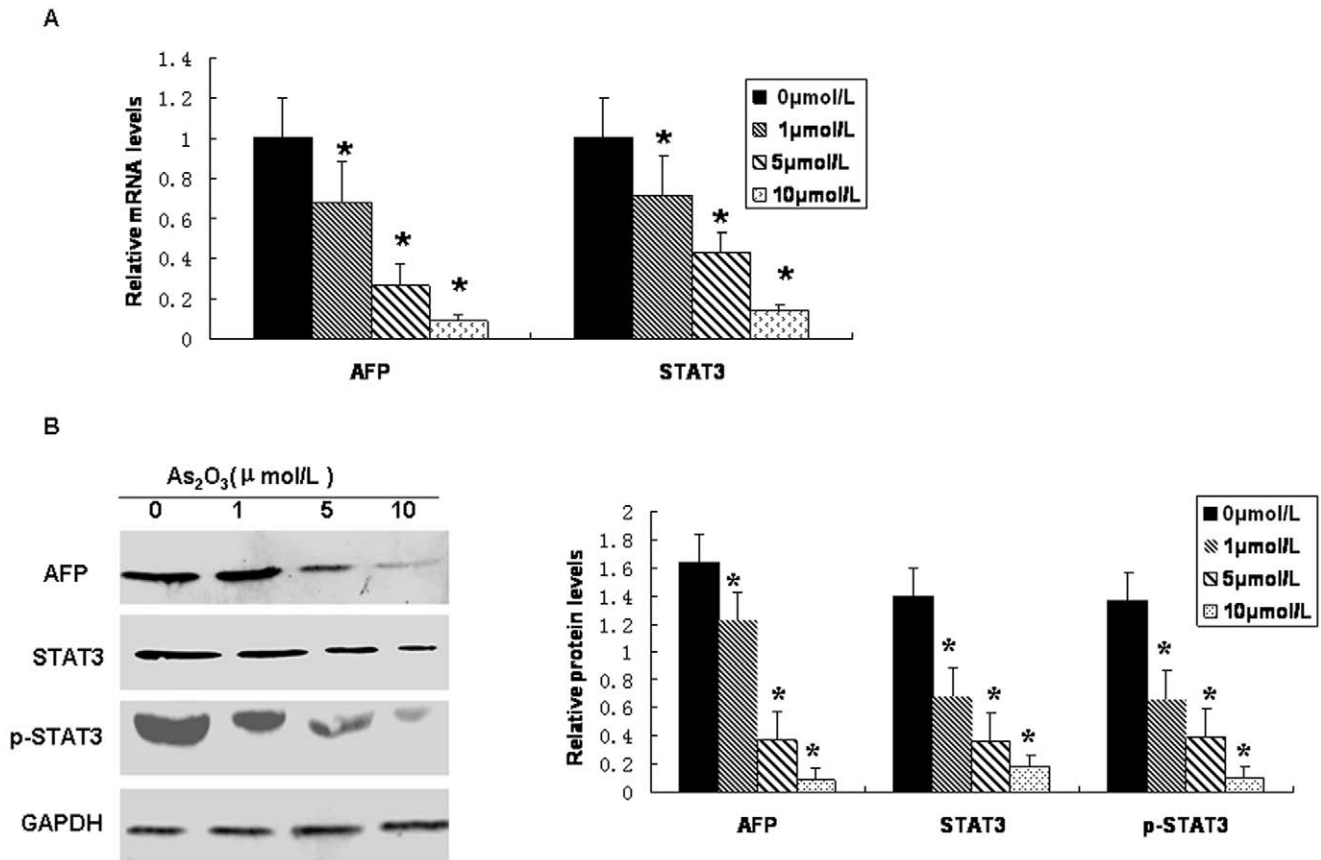 A
Relative mRNA levels
1.4
1.2
1
0.8
0.6
0.4
0.2
0
*
*
*
*
*
*
AFP
STAT3
0μmol/L
1μmol/L
5μmol/L
10μmol/L
B
As₂O₃(μ mol/L )
0 1 5 10
AFP
STAT3
p-STAT3
GAPDH
Relative protein levels
2
1.8
1.6
1.4
1.2
1
0.8
0.6
0.4
0.2
0
*
*
*
*
*
*
*
*
*
AFP
STAT3
p-STAT3
0μmol/L
1μmol/L
5μmol/L
10μmol/L